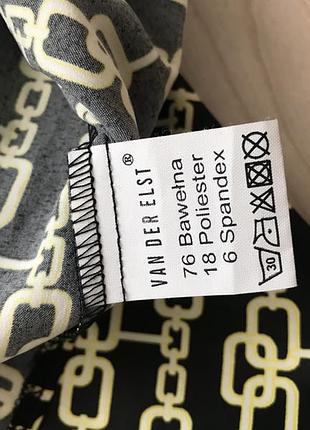 VAN DER ELST®
76 Bawełna
18 Poliester
6 Spandex
30